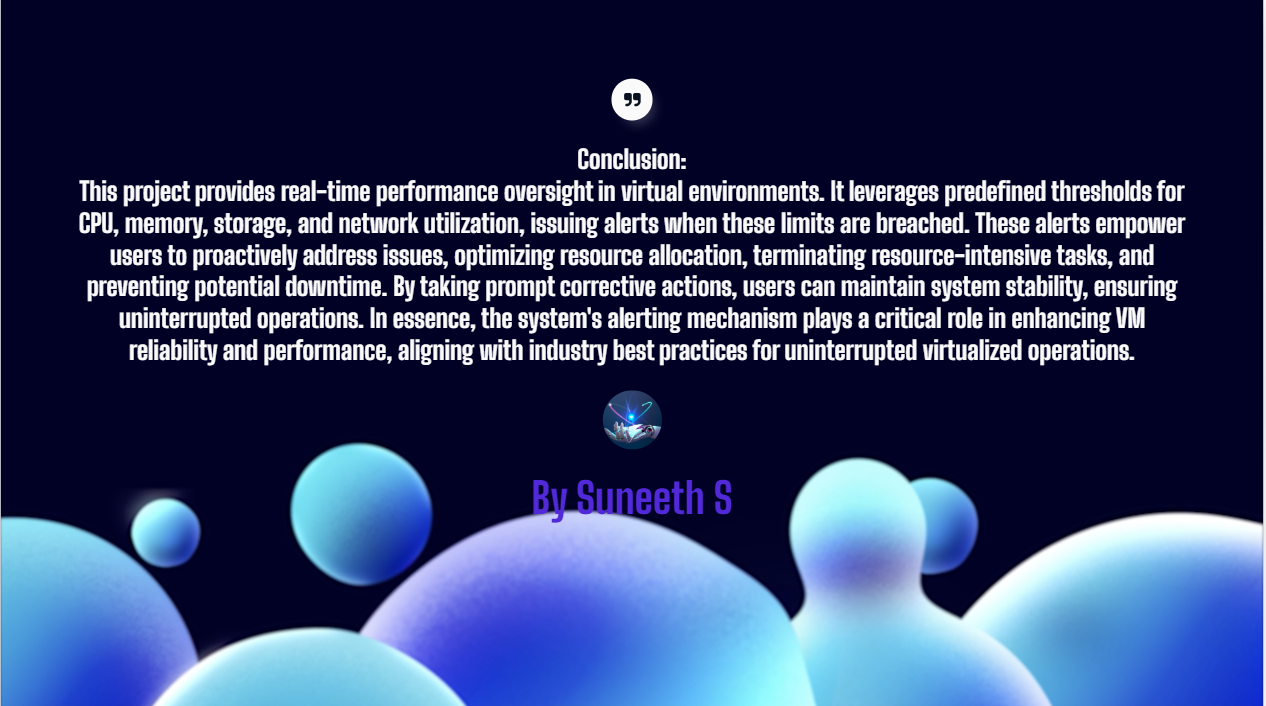 ”
Conclusion:
This project provides real-time performance oversight in virtual environments. It leverages predefined thresholds for
CPU, memory, storage, and network utilization, issuing alerts when these limits are breached. These alerts empower
users to proactively address issues, optimizing resource allocation, terminating resource-intensive tasks, and
preventing potential downtime. By taking prompt corrective actions, users can maintain system stability, ensuring
uninterrupted operations. In essence, the system's alerting mechanism plays a critical role in enhancing VM
reliability and performance, aligning with industry best practices for uninterrupted virtualized operations.
By Suneeth S